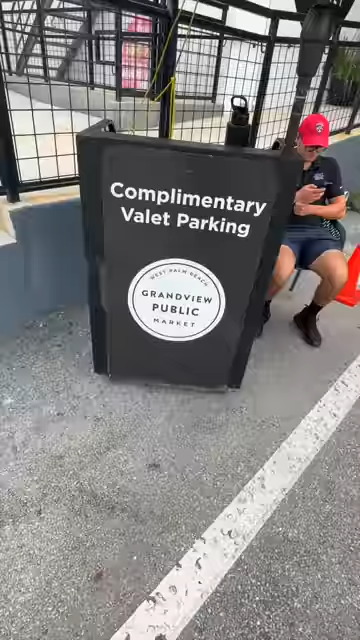 Complimentary
Valet Parking
WEST PALM BEACH
GRANDVIEW
PUBLIC
MARKET